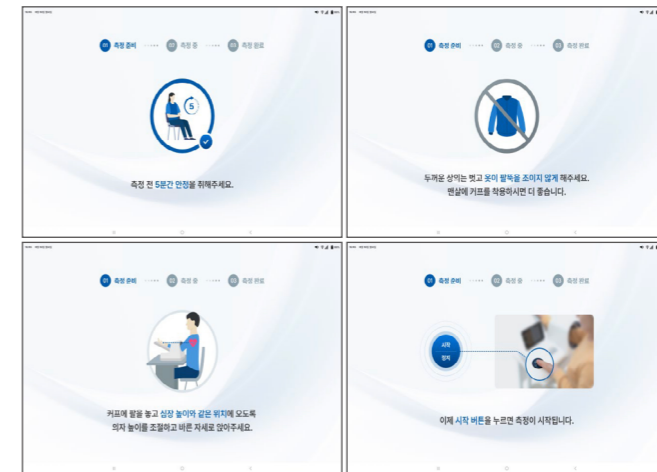 01 측정 준비 02 측정 중 03 측정 완료
5
측정 전 5분간 안정을 취해주세요.
01 측정 준비 02 측정 중 03 측정 완료
두꺼운 상의는 벗고 옷이 팔뚝을 조이지 않게 해주세요.
맨살에 커프를 착용하시면 더 좋습니다.
01 측정 준비 02 측정 중 03 측정 완료
커프에 팔을 놓고 심장 높이와 같은 위치에 오도록
의자 높이를 조절하고 바른 자세로 앉아주세요.
01 측정 준비 02 측정 중 03 측정 완료
시작
정지
이제 시작 버튼을 누르면 측정이 시작됩니다.